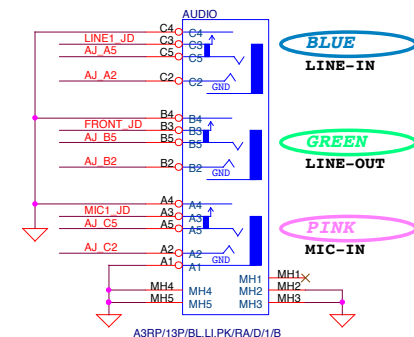 AUDIO
C4 C4
LINE1_JD C3 C3
AJ_A5 C5 C5
BLUE
LINE-IN
AJ_A2 C2 C2
GND
B4 B4
FRONT_JD B3 B3
AJ_B5 B5 B5
GREEN
LINE-OUT
AJ_B2 B2 B2
GND
A4 A4
MIC1_JD A3 A3
AJ_C5 A5 A5
PINK
MIC-IN
AJ_C2 A2 A2
GND
A1 A1
MH1 MH1
MH4 MH4 MH2 MH2
MH5 MH5 MH3 MH3
A3RP/13P/BL.LI.PK/RA/D/1/B